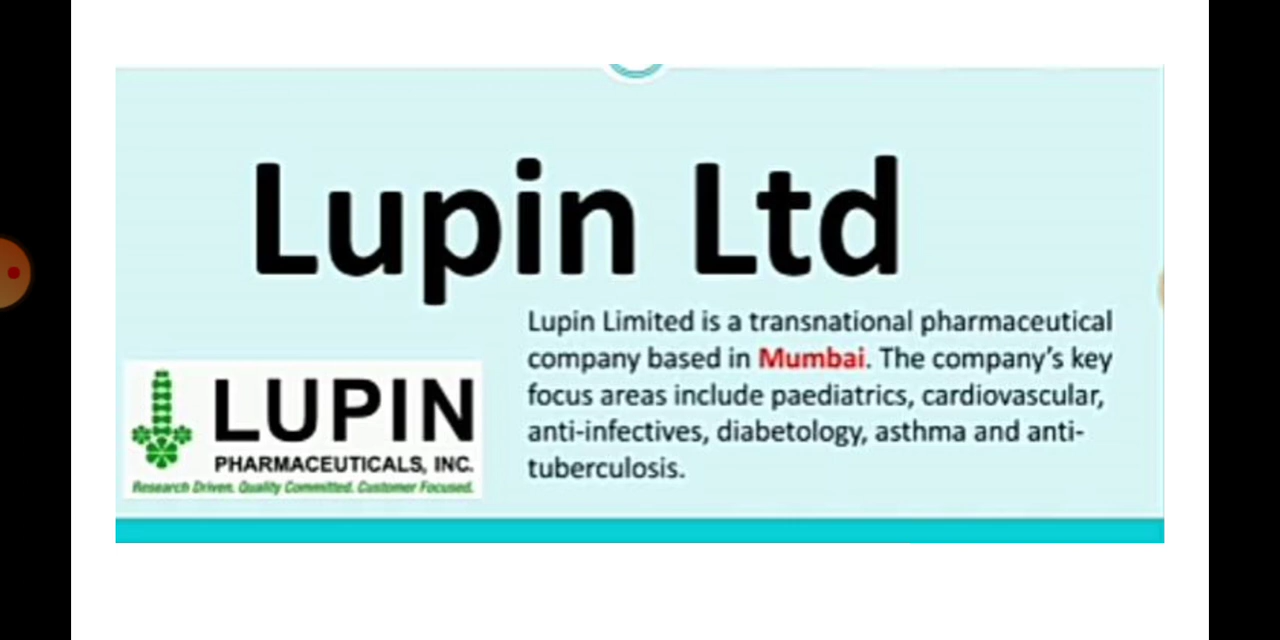 Lupin Ltd
Lupin Limited is a transnational pharmaceutical
company based in Mumbai. The company's key
focus areas include paediatrics, cardiovascular,
anti-infectives, diabetology, asthma and anti-
tuberculosis.
LUPIN
PHARMACEUTICALS, INC.
Research Driven. Quality Committed. Customer Focused.